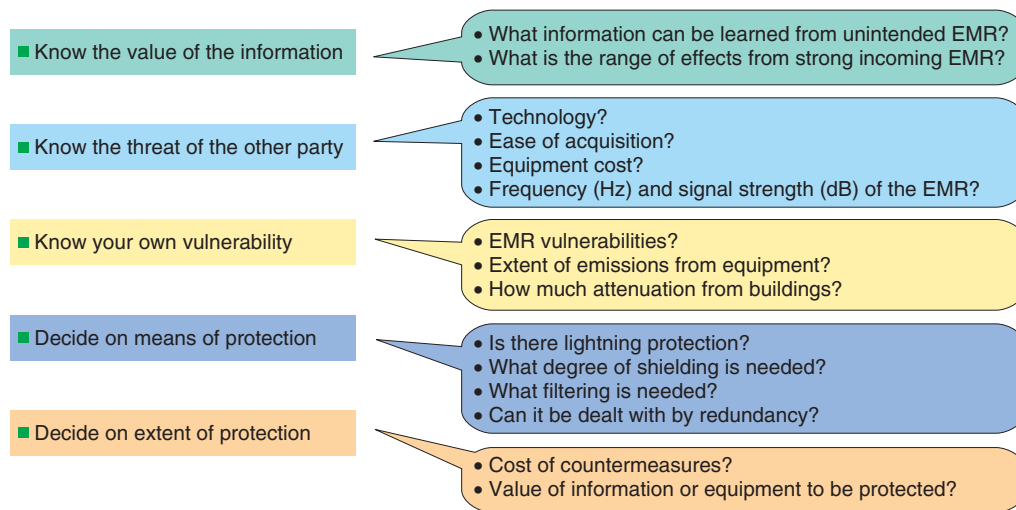 Know the value of the information
• What information can be learned from unintended EMR?
• What is the range of effects from strong incoming EMR?
Know the threat of the other party
• Technology?
• Ease of acquisition?
• Equipment cost?
• Frequency (Hz) and signal strength (dB) of the EMR?
Know your own vulnerability
• EMR vulnerabilities?
• Extent of emissions from equipment?
• How much attenuation from buildings?
Decide on means of protection
• Is there lightning protection?
• What degree of shielding is needed?
• What filtering is needed?
• Can it be dealt with by redundancy?
Decide on extent of protection
• Cost of countermeasures?
• Value of information or equipment to be protected?